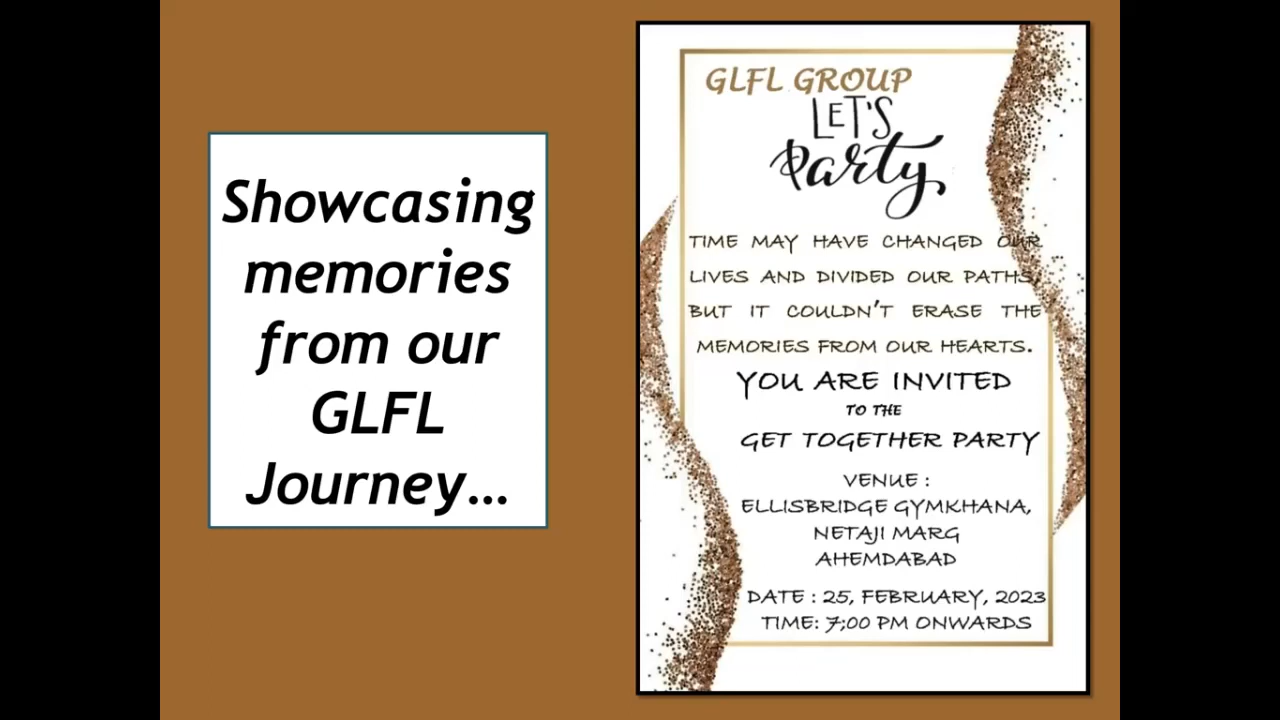 Showcasing
memories
from our
GLFL
Journey...
GLFL GROUP
LET'S
Party
TIME MAY HAVE CHANGED OUR
LIVES AND DIVIDED OUR PATHS,
BUT IT COULDN'T ERASE THE
MEMORIES FROM OUR HEARTS.
YOU ARE INVITED
TO THE
GET TOGETHER PARTY
VENUE :
ELLISBRIDGE GYMKHANA,
NETAJI MARG
AHEMDABAD
DATE : 25, FEBRUARY, 2023
TIME: 7;00 PM ONWARDS